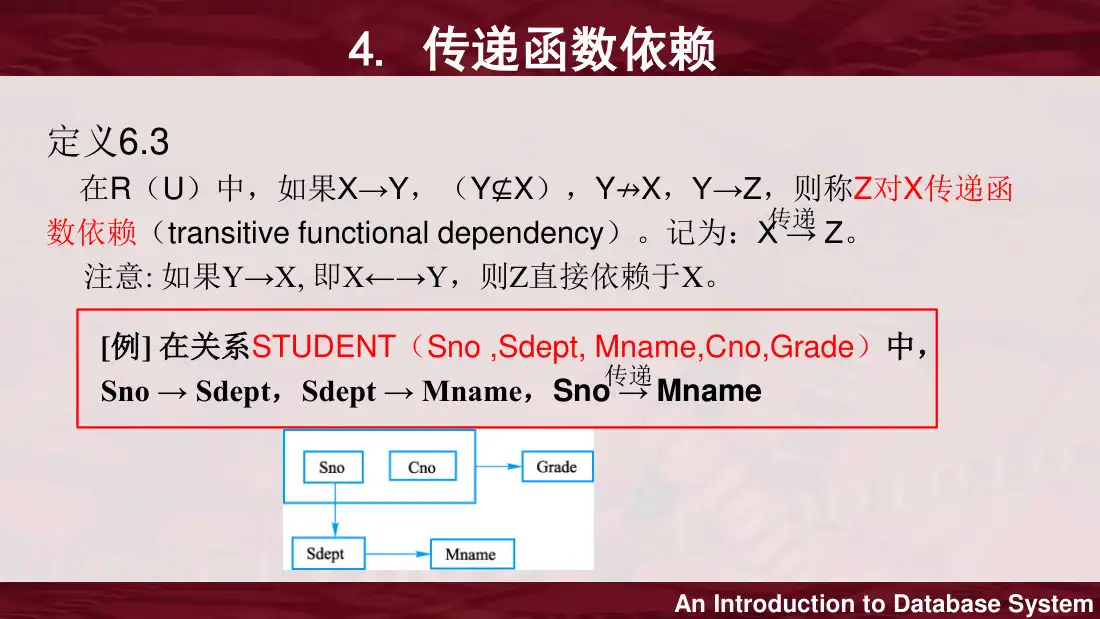 4. 传递函数依赖
定义6.3
在R（U）中，如果X→Y，（Y⊈X），Y↛X，Y→Z，则称Z对X传递函
数依赖（transitive functional dependency）。记为：X 传递→ Z。
注意: 如果Y→X, 即X←→Y，则Z直接依赖于X。
[例] 在关系STUDENT（Sno ,Sdept, Mname,Cno,Grade）中，
Sno → Sdept，Sdept → Mname，Sno 传递→ Mname
Sno Cno Grade
Sdept Mname
An Introduction to Database System